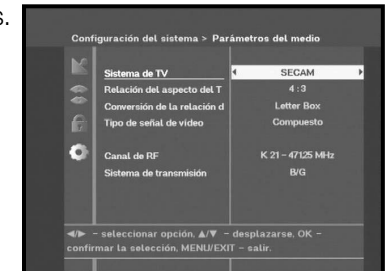 s.
Configuración del sistema > Parámetros del medio
Sistema de TV SECAM
Relación del aspecto del T 4 : 3
Conversión de la relación d Letter Box
Tipo de señal de vídeo Compuesto
Canal de RF K 21 – 471,25 MHz
Sistema de transmisión B/G
◀/▶ – seleccionar opción, ▲/▼ – desplazarse, OK –
confirmar la selección, MENU/EXIT – salir.